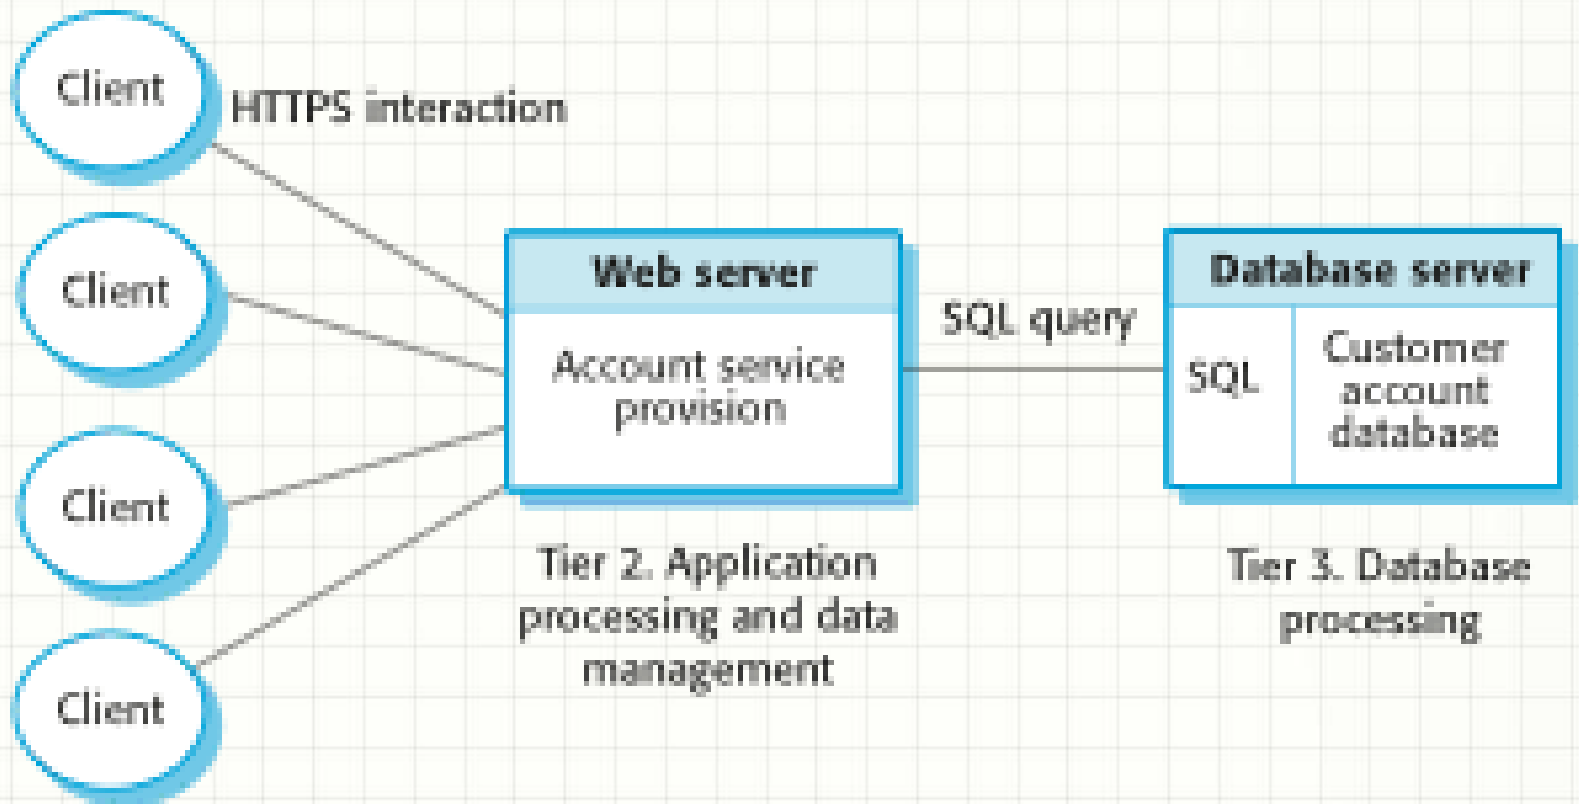 Client
HTTPS interaction
Client
Client
Client
Web server
Account service
provision
SQL query
Database server
SQL
Customer
account
database
Tier 2. Application
processing and data
management
Tier 3. Database
processing